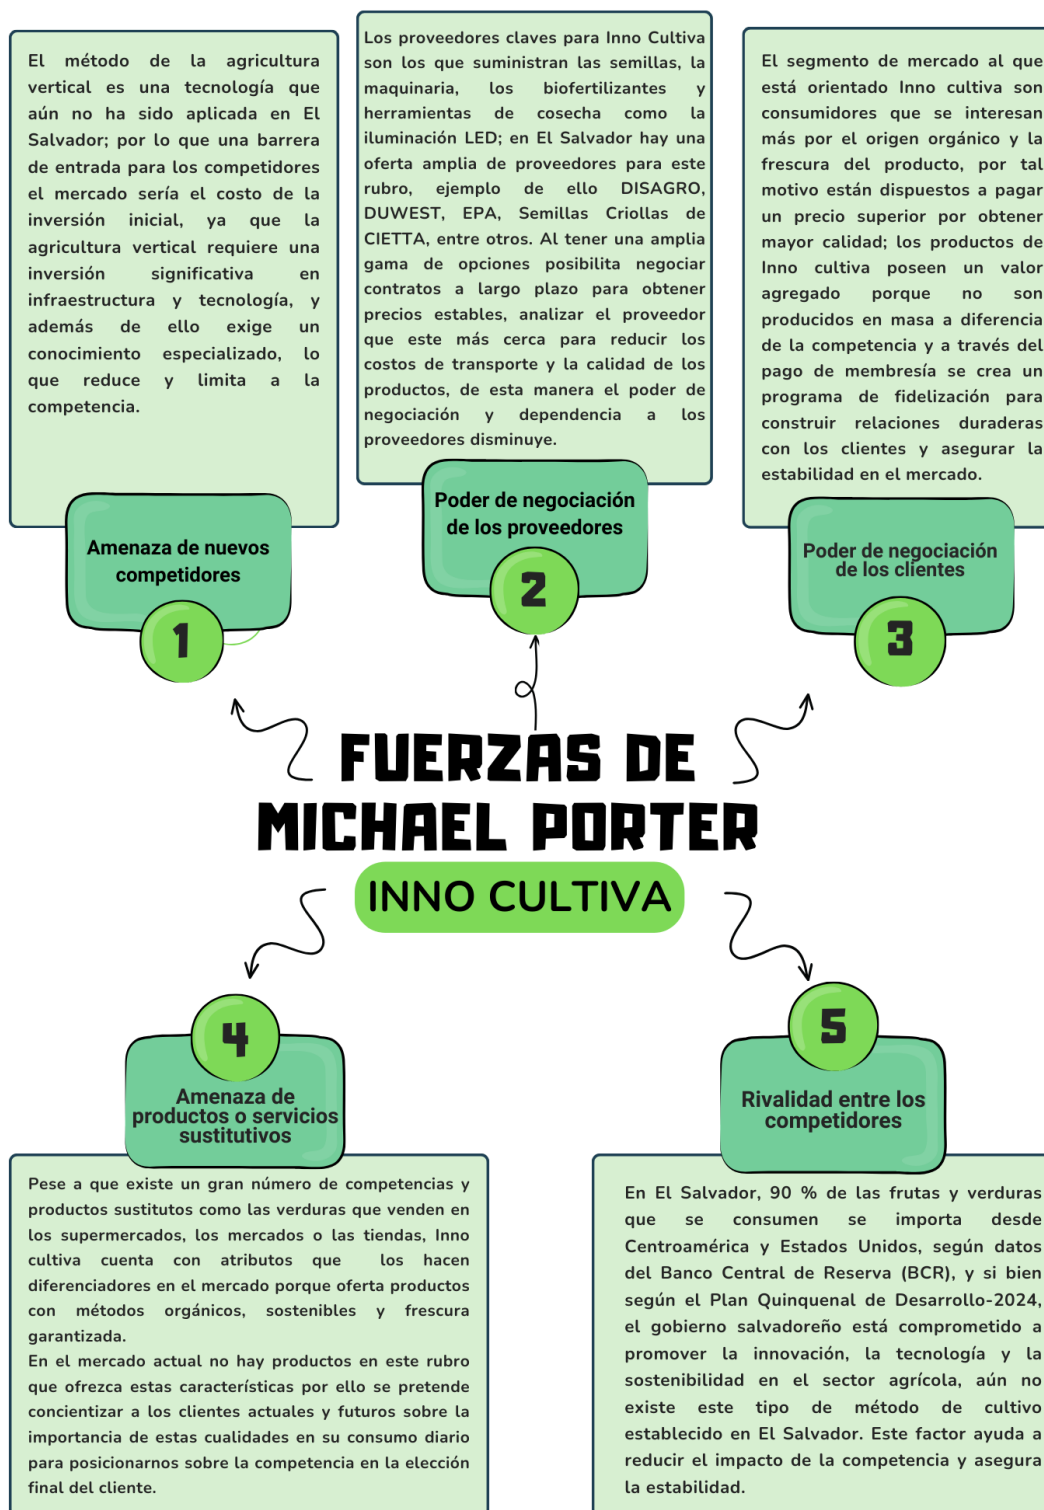 El método de la agricultura
vertical es una tecnología que
aún no ha sido aplicada en El
Salvador; por lo que una barrera
de entrada para los competidores
el mercado sería el costo de la
inversión inicial, ya que la
agricultura vertical requiere una
inversión significativa en
infraestructura y tecnología, y
además de ello exige un
conocimiento especializado, lo
que reduce y limita a la
competencia.
Amenaza de nuevos
competidores
1
Los proveedores claves para Inno Cultiva
son los que suministran las semillas, la
maquinaria, los biofertilizantes y
herramientas de cosecha como la
iluminación LED; en El Salvador hay una
oferta amplia de proveedores para este
rubro, ejemplo de ello DISAGRO,
DUWEST, EPA, Semillas Criollas de
CIETTA, entre otros. Al tener una amplia
gama de opciones posibilita negociar
contratos a largo plazo para obtener
precios estables, analizar el proveedor
que este más cerca para reducir los
costos de transporte y la calidad de los
productos, de esta manera el poder de
negociación y dependencia a los
proveedores disminuye.
Poder de negociación
de los proveedores
2
El segmento de mercado al que
está orientado Inno cultiva son
consumidores que se interesan
más por el origen orgánico y la
frescura del producto, por tal
motivo están dispuestos a pagar
un precio superior por obtener
mayor calidad; los productos de
Inno cultiva poseen un valor
agregado porque no son
producidos en masa a diferencia
de la competencia y a través del
pago de membresía se crea un
programa de fidelización para
construir relaciones duraderas
con los clientes y asegurar la
estabilidad en el mercado.
Poder de negociación
de los clientes
3
FUERZAS DE
MICHAEL PORTER
INNO CULTIVA
4
Amenaza de
productos o servicios
sustitutivos
Pese a que existe un gran número de competencias y
productos sustitutos como las verduras que venden en
los supermercados, los mercados o las tiendas, Inno
cultiva cuenta con atributos que los hacen
diferenciadores en el mercado porque oferta productos
con métodos orgánicos, sostenibles y frescura
garantizada.
En el mercado actual no hay productos en este rubro
que ofrezca estas características por ello se pretende
concientizar a los clientes actuales y futuros sobre la
importancia de estas cualidades en su consumo diario
para posicionarnos sobre la competencia en la elección
final del cliente.
5
Rivalidad entre los
competidores
En El Salvador, 90 % de las frutas y verduras
que se consumen se importa desde
Centroamérica y Estados Unidos, según datos
del Banco Central de Reserva (BCR), y si bien
según el Plan Quinquenal de Desarrollo-2024,
el gobierno salvadoreño está comprometido a
promover la innovación, la tecnología y la
sostenibilidad en el sector agrícola, aún no
existe este tipo de método de cultivo
establecido en El Salvador. Este factor ayuda a
reducir el impacto de la competencia y asegura
la estabilidad.